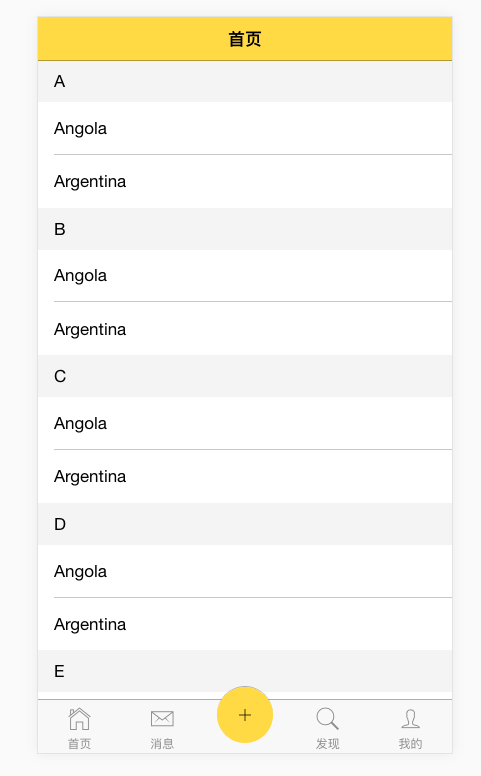 首页
A
Angola
Argentina
B
Angola
Argentina
C
Angola
Argentina
D
Angola
Argentina
E
+
首页 消息 发现 我的